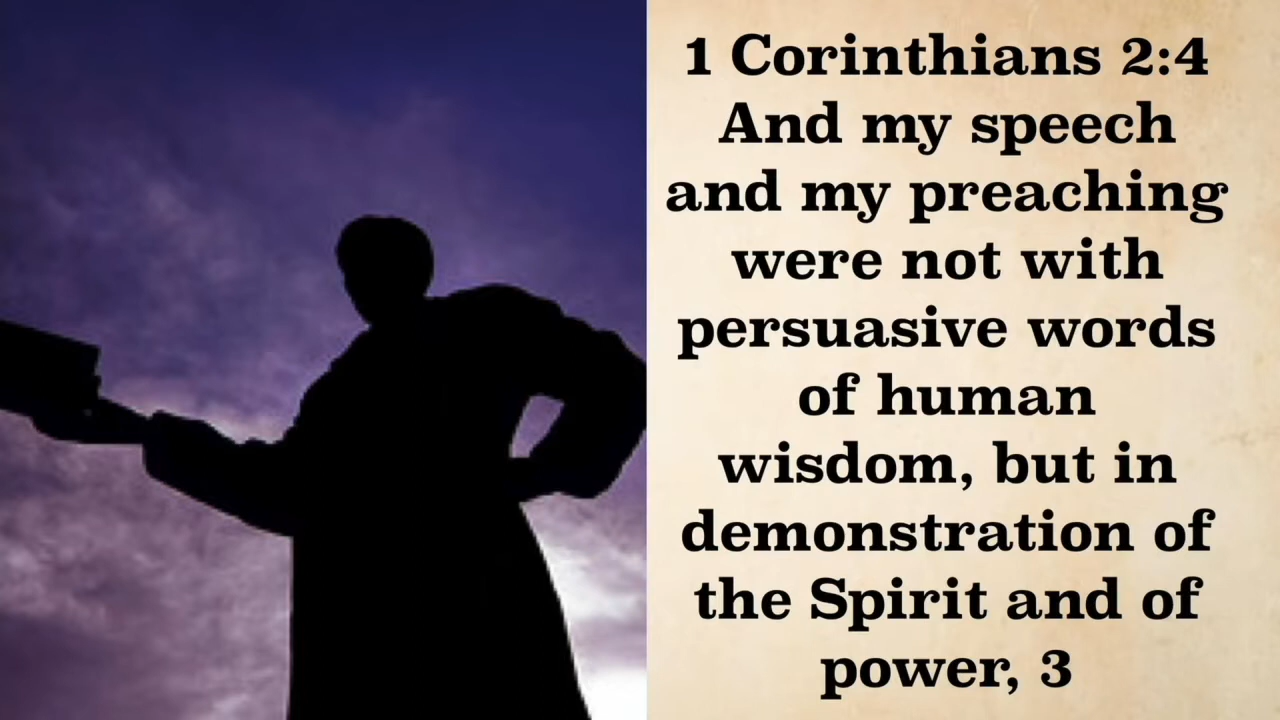 1 Corinthians 2:4
And my speech
and my preaching
were not with
persuasive words
of human
wisdom, but in
demonstration of
the Spirit and of
power, 3